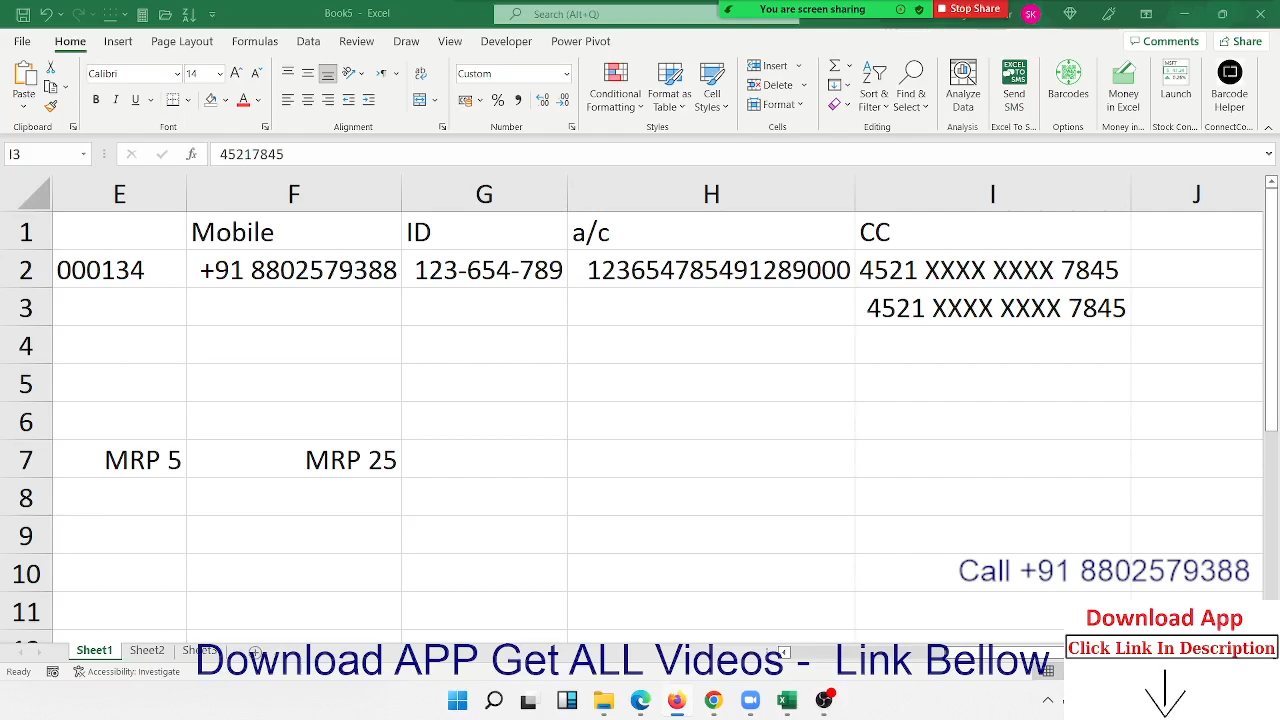 Book5 - Excel
Search (Alt+Q)
You are screen sharing
Stop Share
SK
File Home Insert Page Layout Formulas Data Review View Draw Developer Power Pivot
Comments
Share
Paste
Calibri
14
Custom
Conditional Formatting
Format as Table
Cell Styles
Insert
Delete
Format
Sort & Filter
Find & Select
Analyze Data
Send SMS
Barcodes
Money in Excel
Launch
Barcode Helper
Clipboard
Font
Alignment
Number
Styles
Cells
Editing
Analysis
Excel To S...
Options
Money in...
Stock Con...
ConnectCo...
I3
fx
45217845
E F G H I J
1 Mobile ID a/c CC
2 000134 +91 8802579388 123-654-789 123654785491289000 4521 XXXX XXXX 7845
3 4521 XXXX XXXX 7845
4
5
6
7 MRP 5 MRP 25
8
9
10
11
Call +91 8802579388
Download App
Click Link In Description
Sheet1 Sheet2 Sheet3
Download APP Get ALL Videos - Link Bellow
Ready
Accessibility: Investigate